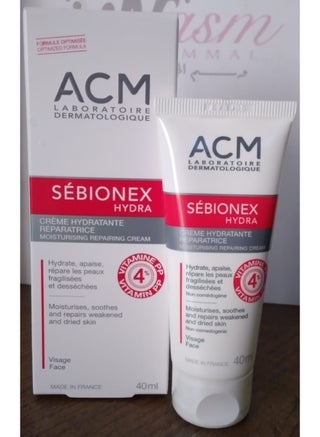 FORMULE OPTIMISÉE
OPTIMIZED FORMULA
ACM
LABORATOIRE
DERMATOLOGIQUE
SÉBIONEX
HYDRA
CRÈME HYDRATANTE
RÉPARATRICE
MOISTURISING REPAIRING CREAM
Hydrate, apaise,
répare les peaux
fragilisées
et desséchées
Moisturises, soothes
and repairs weakened
and dried skin
VITAMINE PP
4%
VITAMIN PP
Visage
Face
MADE IN FRANCE
40ml
ACM
LABORATOIRE
DERMATOLOGIQUE
SÉBIONEX
HYDRA
CRÈME HYDRATANTE
RÉPARATRICE
MOISTURISING REPAIRING CREAM
Hydrate, apaise,
répare les peaux
fragilisées
et desséchées
Non comédogène
Moisturises, soothes
and repairs weakened
and dried skin
Non comedogenic
VITAMINE PP
4%
VITAMIN PP
Visage
Face
40ml
MADE IN FRANCE